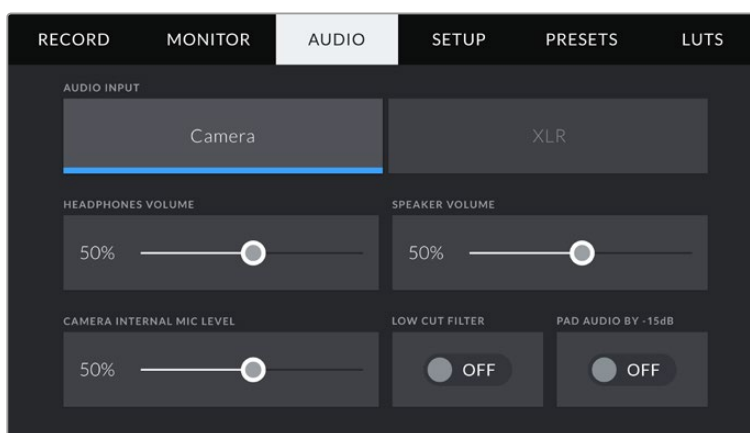 RECORD MONITOR AUDIO SETUP PRESETS LUTS
AUDIO INPUT
Camera XLR
HEADPHONES VOLUME SPEAKER VOLUME
50% 50%
CAMERA INTERNAL MIC LEVEL LOW CUT FILTER PAD AUDIO BY -15dB
50% OFF OFF